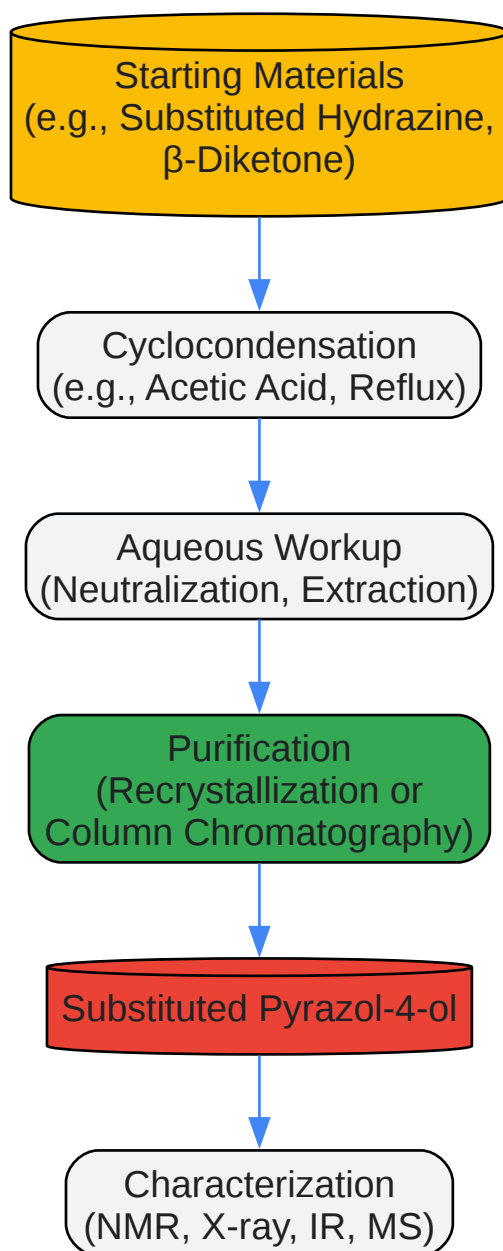 Starting Materials
(e.g., Substituted Hydrazine,
β-Diketone)
Cyclocondensation
(e.g., Acetic Acid, Reflux)
Aqueous Workup
(Neutralization, Extraction)
Purification
(Recrystallization or
Column Chromatography)
Substituted Pyrazol-4-ol
Characterization
(NMR, X-ray, IR, MS)